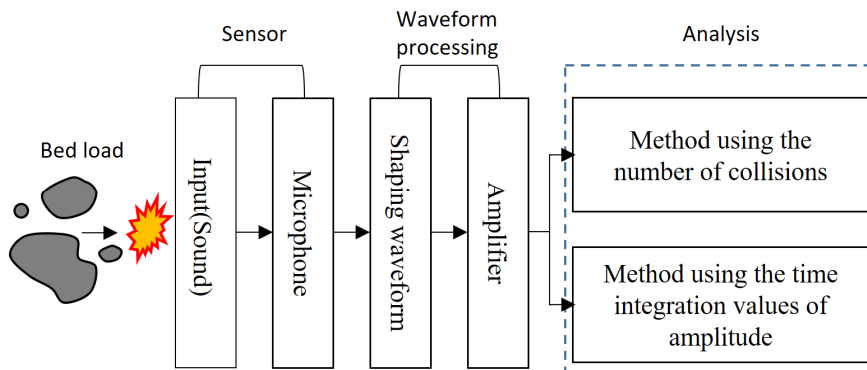 Sensor
Waveform
processing
Analysis
Bed load
Input(Sound)
Microphone
Shaping waveform
Amplifier
Method using the
number of collisions
Method using the time
integration values of
amplitude